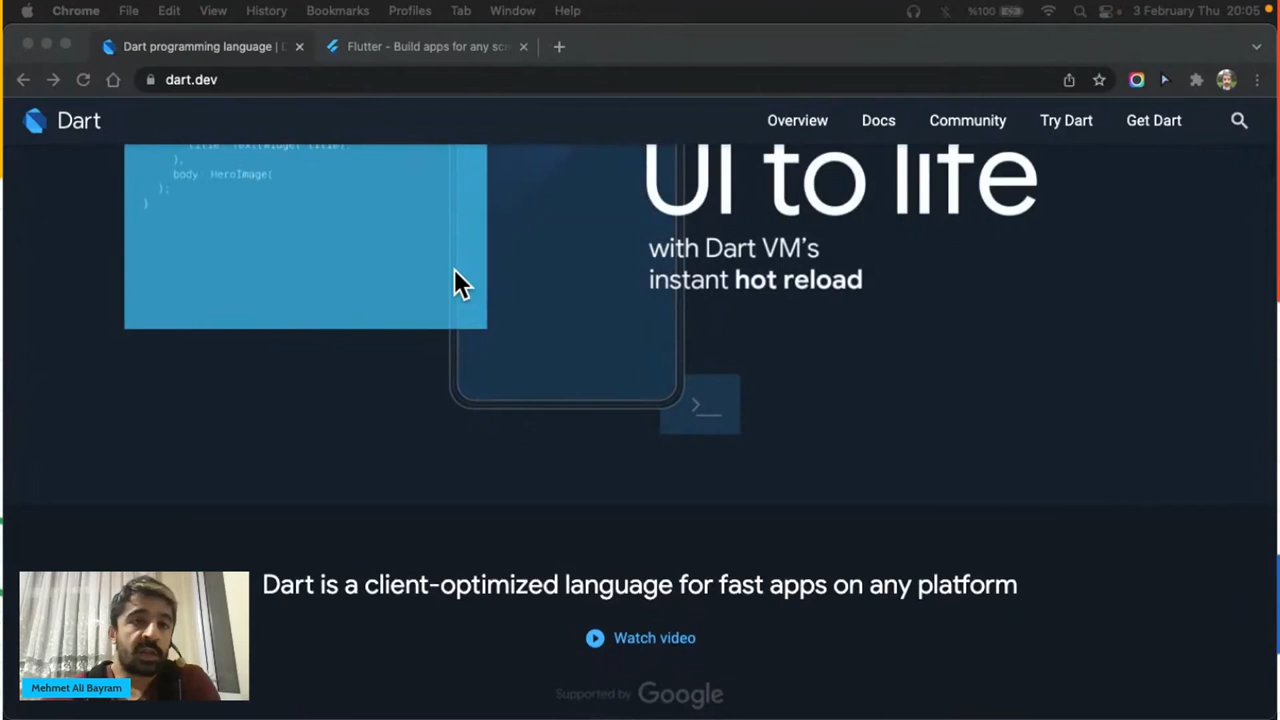 Chrome File Edit View History Bookmarks Profiles Tab Window Help %100 3 February Thu 20:05
Dart programming language | Flutter - Build apps for any scr
dart.dev
Dart Overview Docs Community Try Dart Get Dart
),
body HeroImage(
);
}
UI to life
with Dart VM's
instant hot reload
>_
Dart is a client-optimized language for fast apps on any platform
Watch video
Supported by Google
Mehmet Ali Bayram